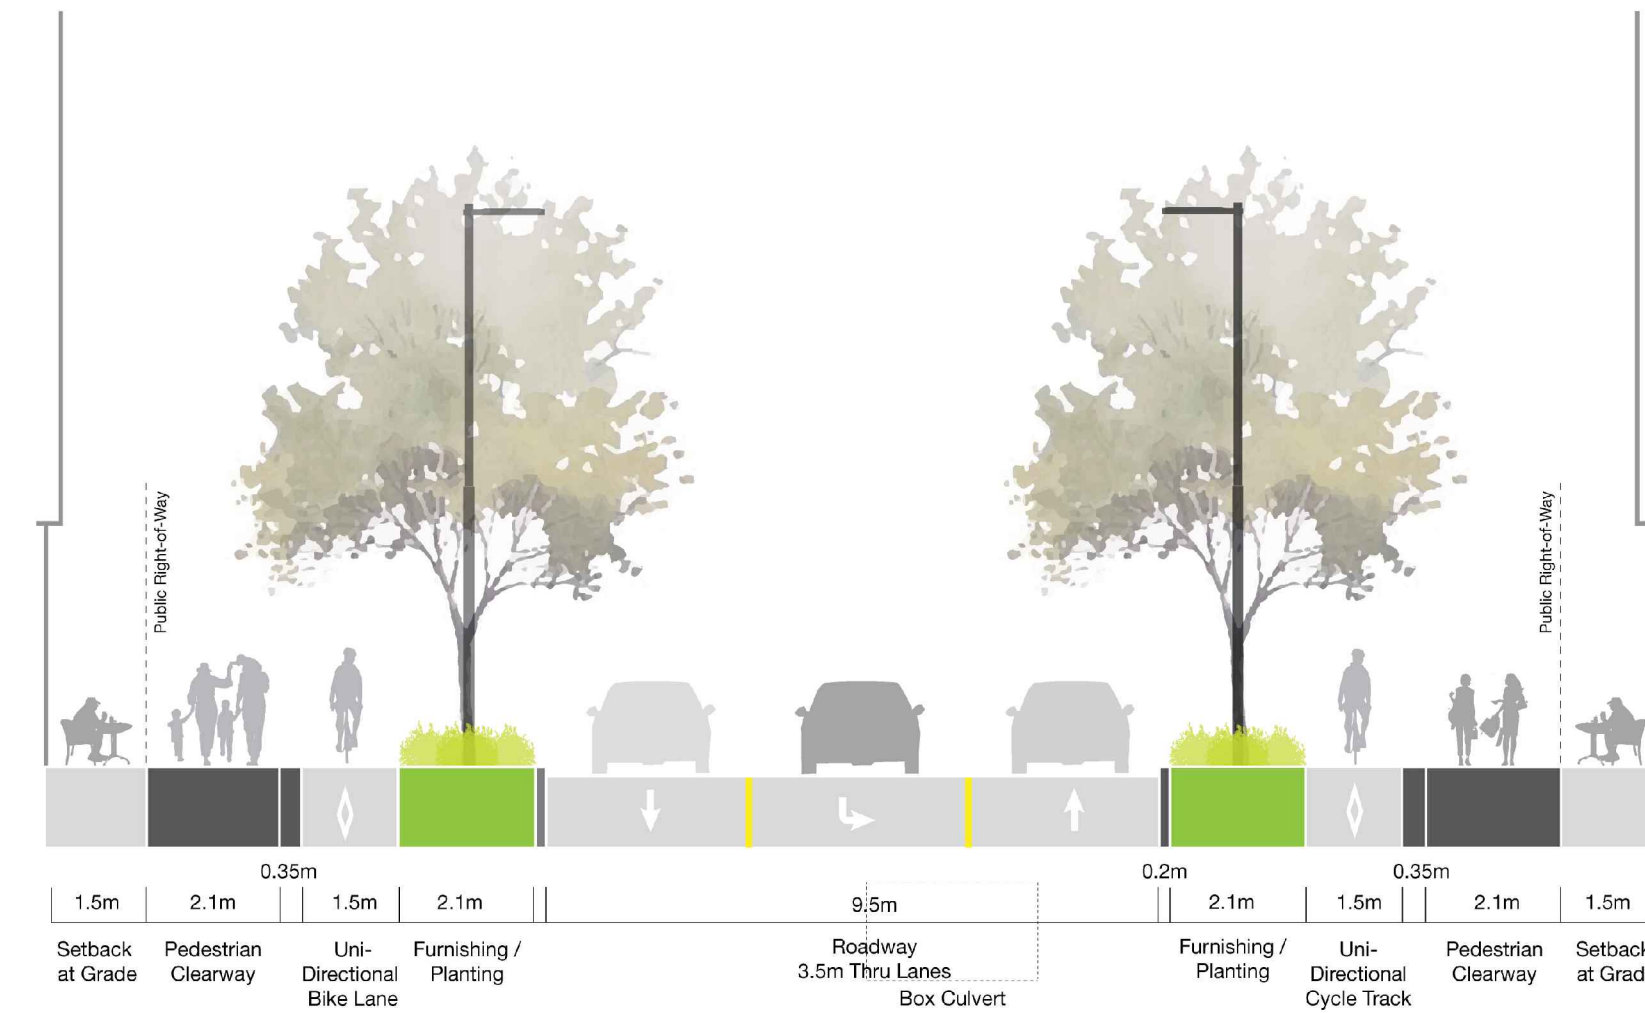 Public Right-of-Way
Public Right-of-Way
0.35m
0.2m
0.35m
1.5m
2.1m
1.5m
2.1m
9.5m
2.1m
1.5m
2.1m
1.5m
Setback
at Grade
Pedestrian
Clearway
Uni-
Directional
Bike Lane
Furnishing /
Planting
Roadway
3.5m Thru Lanes
Box Culvert
Furnishing /
Planting
Uni-
Directional
Cycle Track
Pedestrian
Clearway
Setback
at Grad